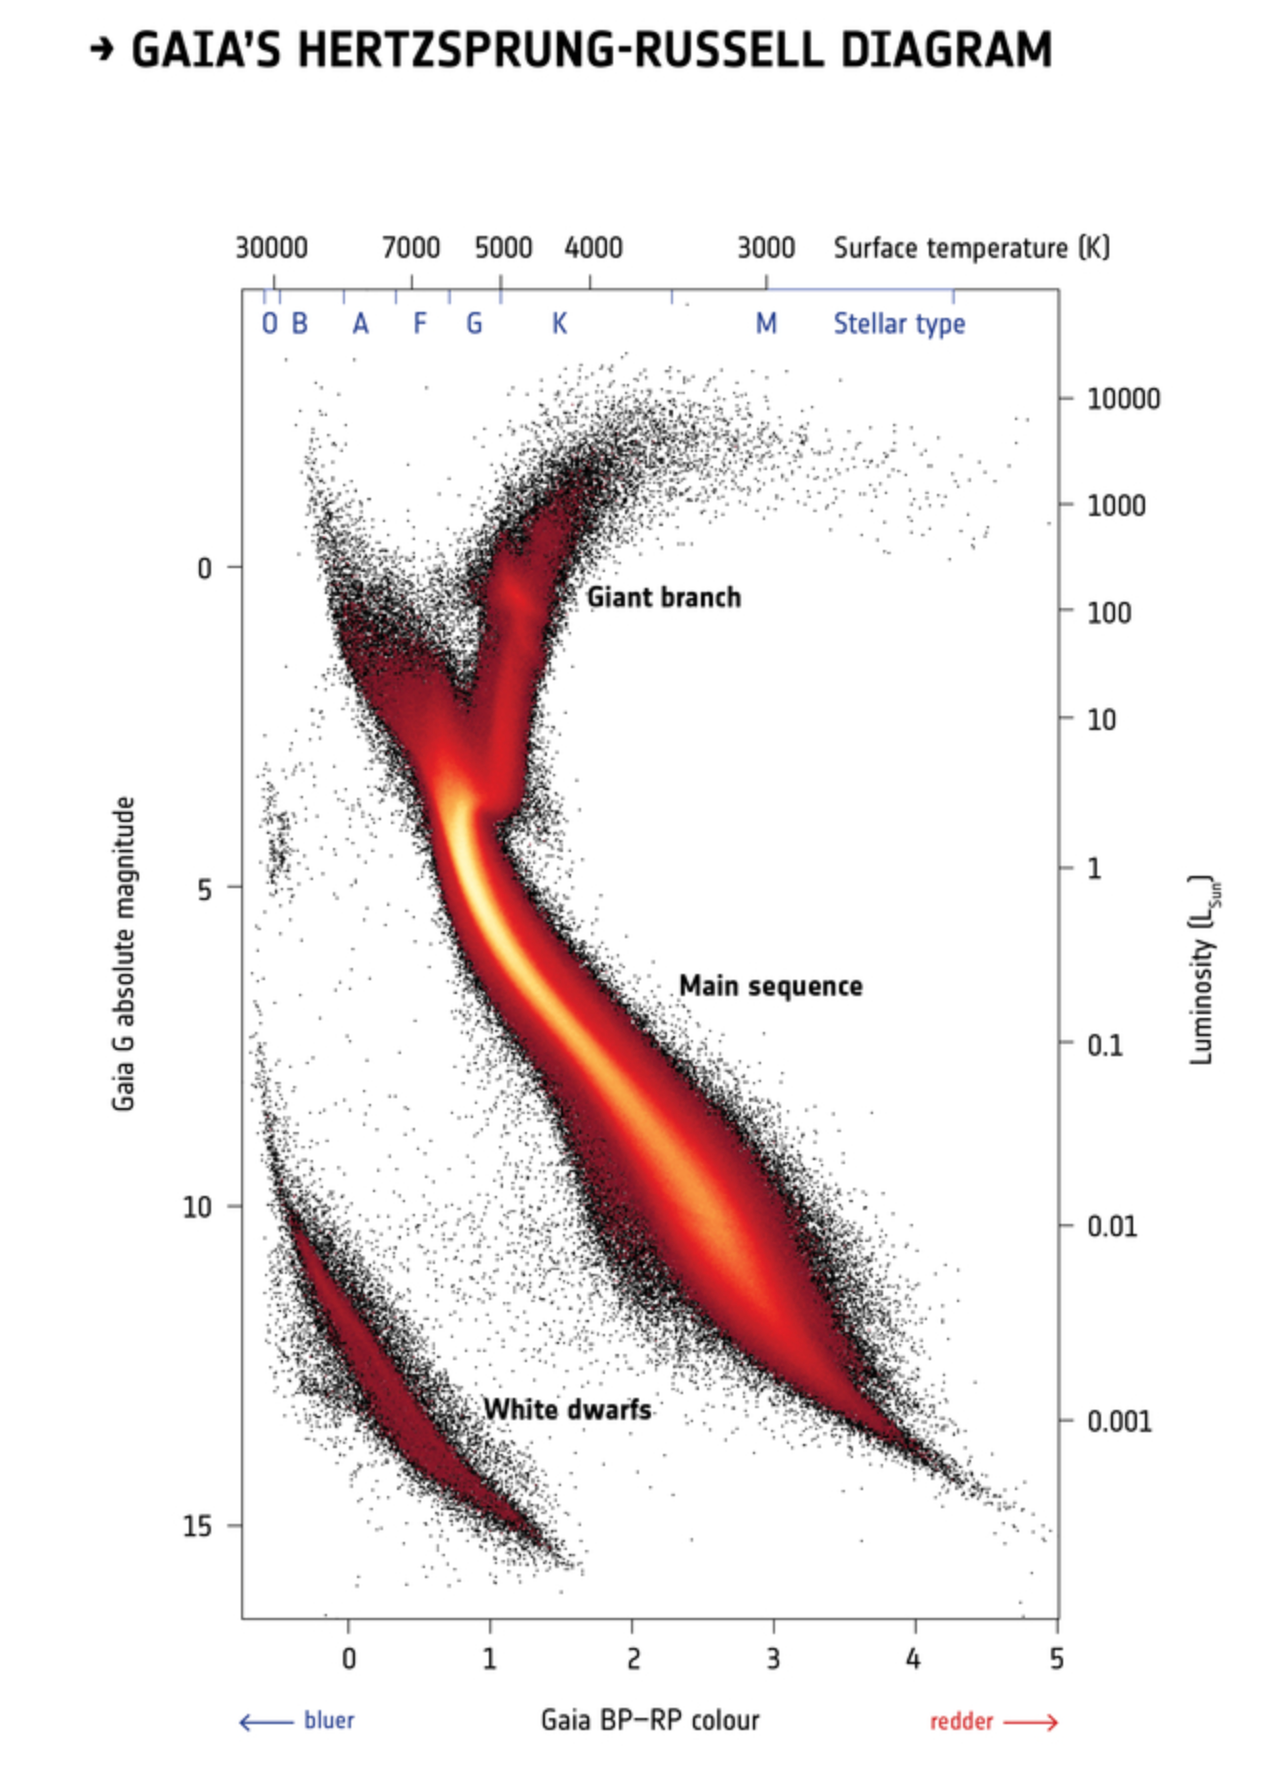 → GAIA'S HERTZSPRUNG-RUSSELL DIAGRAM
30000 7000 5000 4000 3000 Surface temperature (K)
O B A F G K M Stellar type
10000
1000
0
Giant branch
100
10
1
5
Main sequence
0.1
10
0.01
White dwarfs
0.001
15
Gaia G absolute magnitude
Luminosity (LSun)
0 1 2 3 4 5
← bluer Gaia BP–RP colour redder →